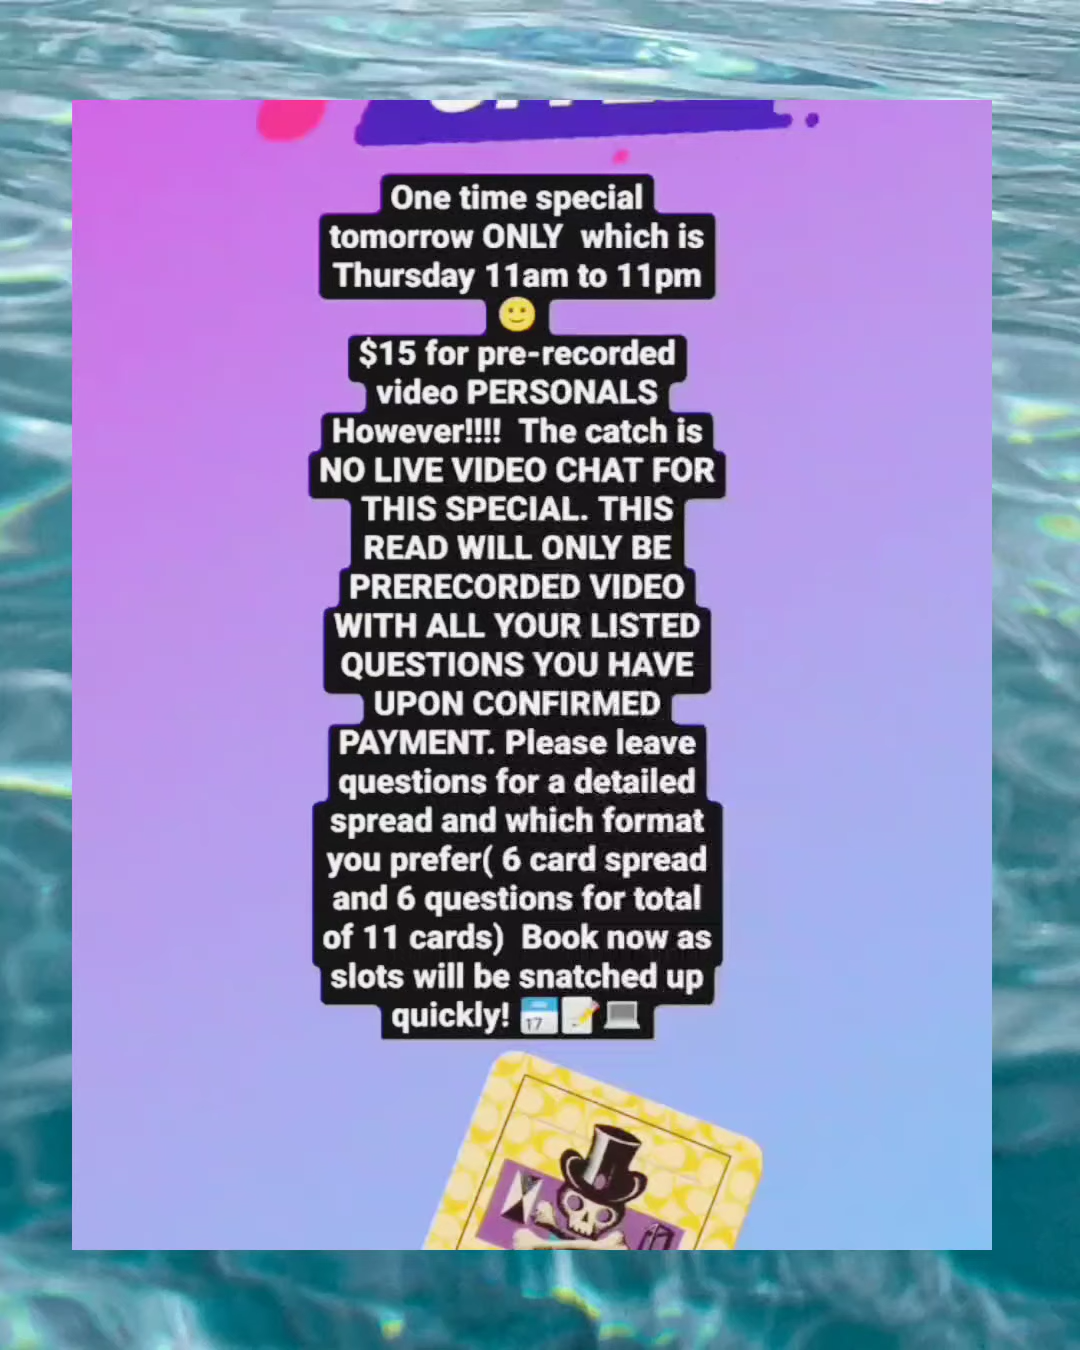 One time special
tomorrow ONLY which is
Thursday 11am to 11pm
🙂
$15 for pre-recorded
video PERSONALS
However!!!! The catch is
NO LIVE VIDEO CHAT FOR
THIS SPECIAL. THIS
READ WILL ONLY BE
PRERECORDED VIDEO
WITH ALL YOUR LISTED
QUESTIONS YOU HAVE
UPON CONFIRMED
PAYMENT. Please leave
questions for a detailed
spread and which format
you prefer( 6 card spread
and 6 questions for total
of 11 cards) Book now as
slots will be snatched up
quickly! 📅📝💻